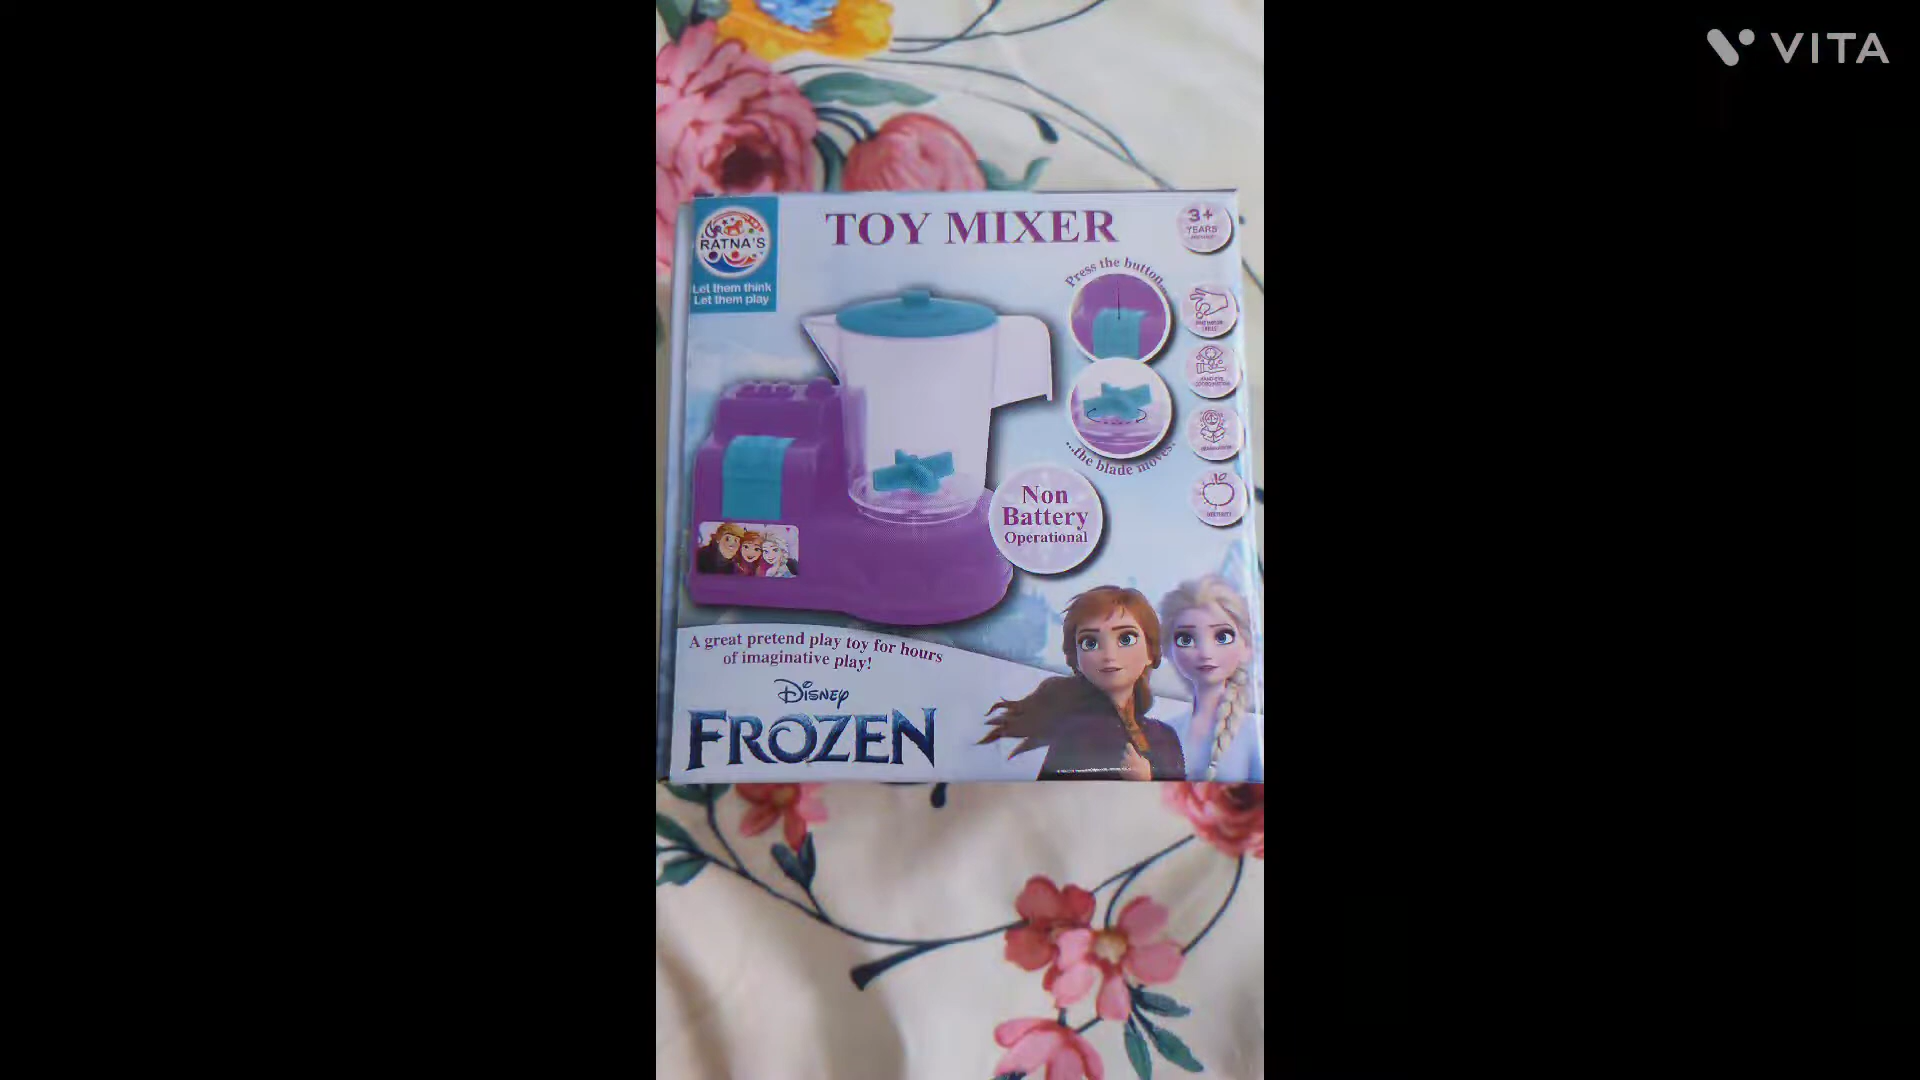 VITA
TOY MIXER
RATNA'S
Let them think
Let them play
3+
YEARS
Press the button...
...the blade moves.
Non
Battery
Operational
A great pretend play toy for hours
of imaginative play!
Disney
FROZEN